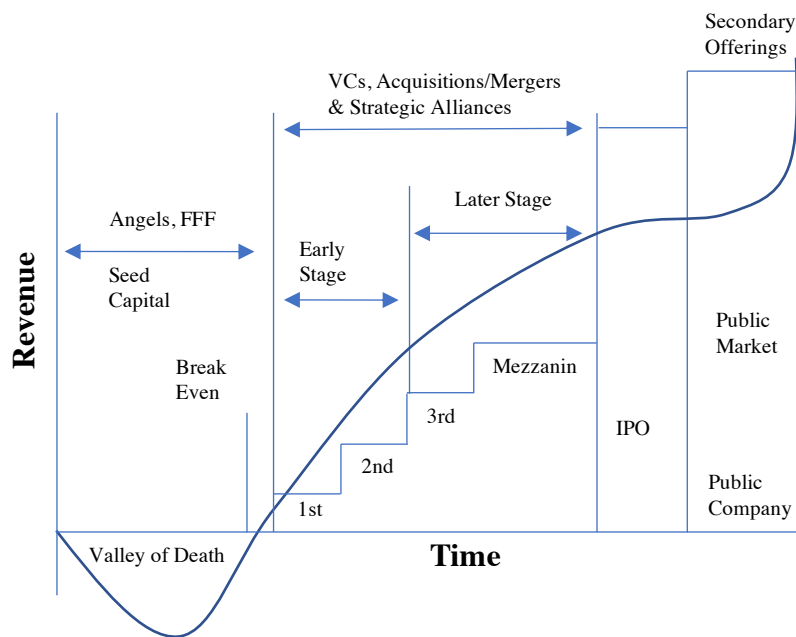 Secondary
Offerings
VCs, Acquisitions/Mergers
& Strategic Alliances
Later Stage
Angels, FFF
Early
Stage
Seed
Capital
Revenue
Public
Market
Break
Even
Mezzanin
3rd
IPO
2nd
Public
Company
1st
Valley of Death
Time